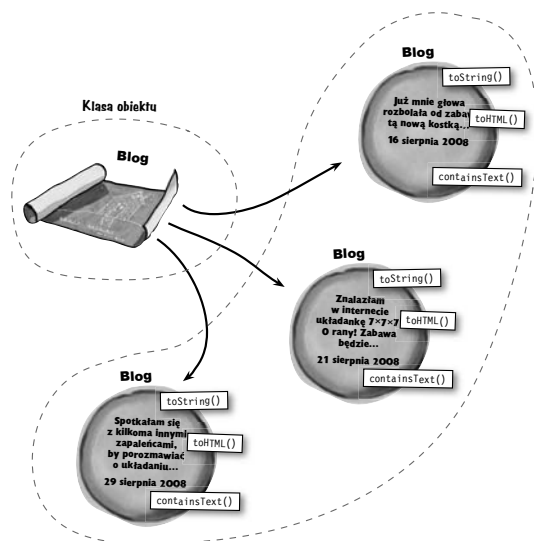 Klasa obiektu
Blog
Blog
toString()
Już mnie głowa
rozbolała od zabaw
tą nową kostką...
toHTML()
16 sierpnia 2008
containsText()
Blog
toString()
Znalazłam
w internecie
układankę 7×7×7
O rany! Zabawa
będzie...
toHTML()
21 sierpnia 2008
containsText()
Blog
toString()
Spotkałam się
z kilkoma innymi
zapaleńcami,
by porozmawiać
o układaniu...
toHTML()
29 sierpnia 2008
containsText()